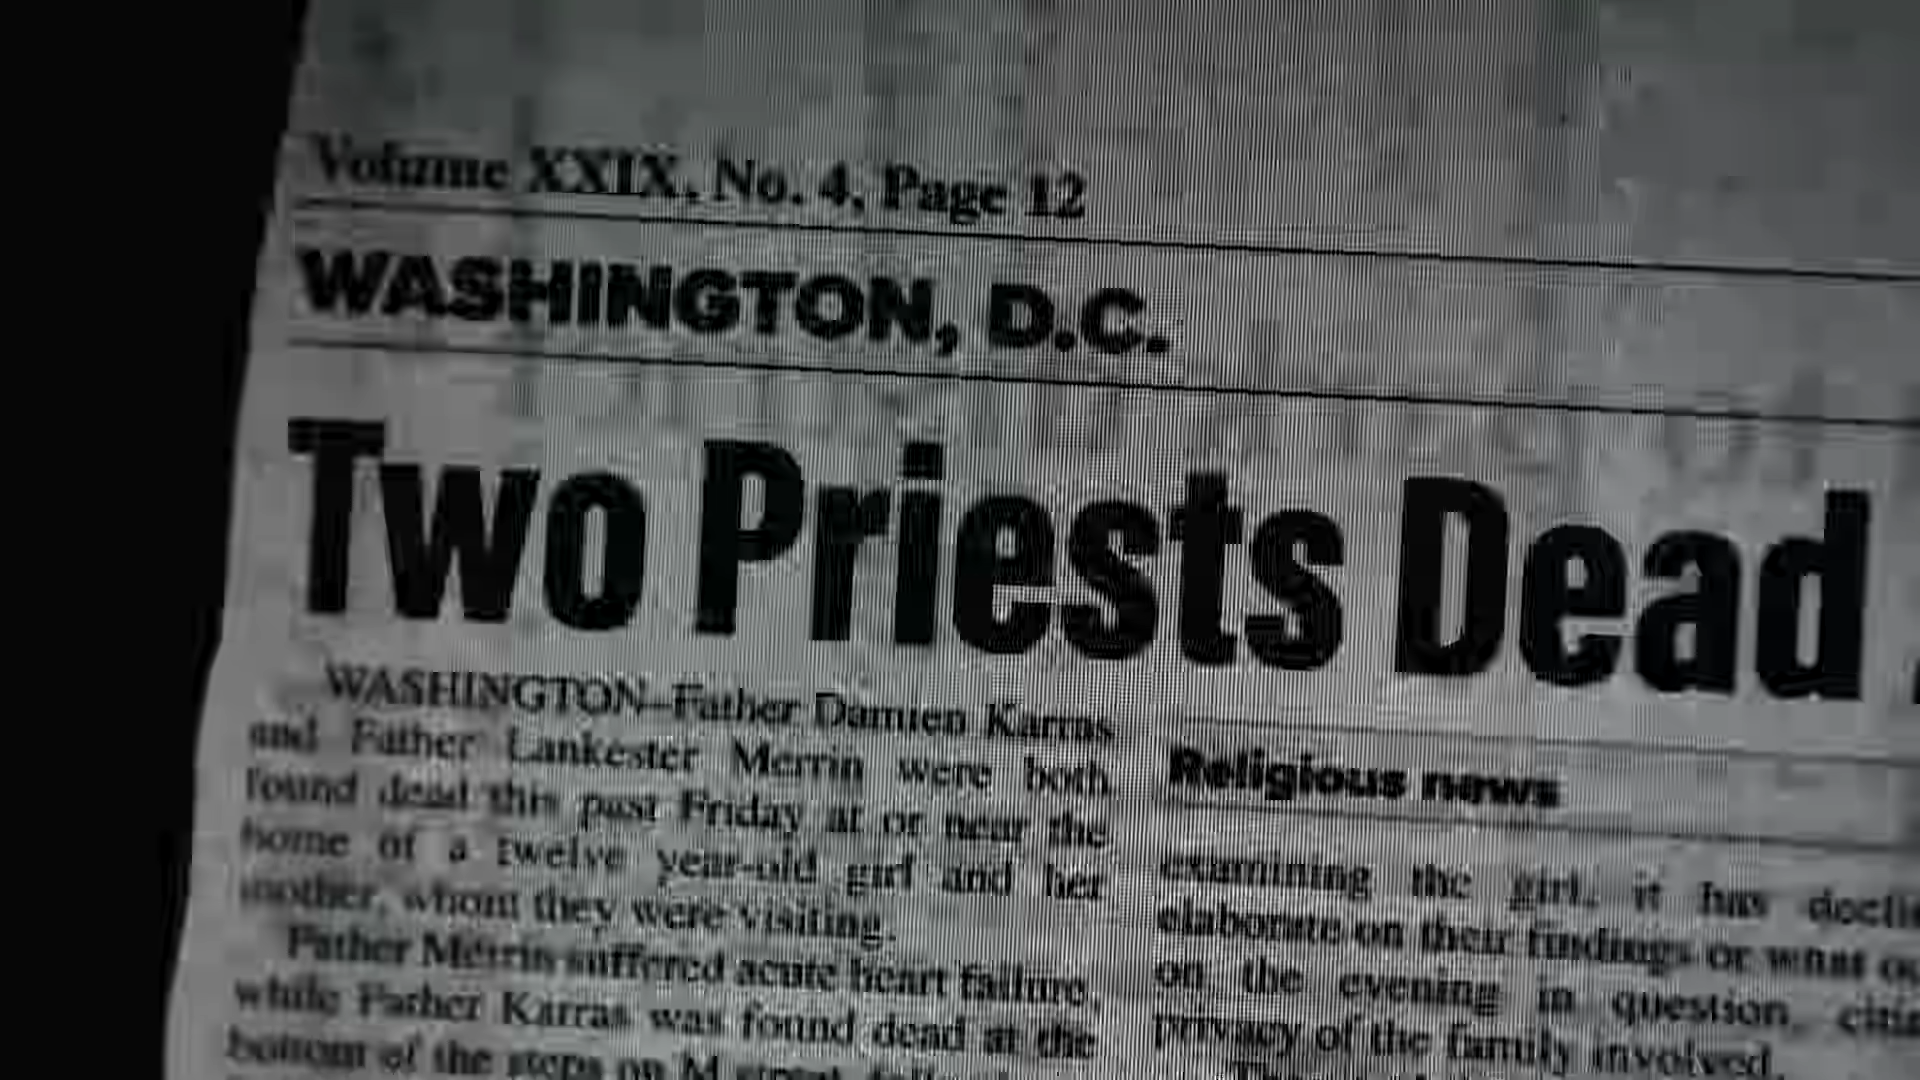 Volume XXIX, No. 4, Page 12
WASHINGTON, D.C.
Two Priests Dead
WASHINGTON–Father Damien Karras
and Father Lankester Merrin were both
found dead this past Friday at or near the
home of a twelve year-old girl and her
mother, whom they were visiting.
Father Merrin suffered acute heart failure,
while Father Karras was found dead at the
bottom of the steps on M street,
Religious news
examining the girl, it has
elaborate on their findings or what
on the evening in question,
privacy of the family involved.